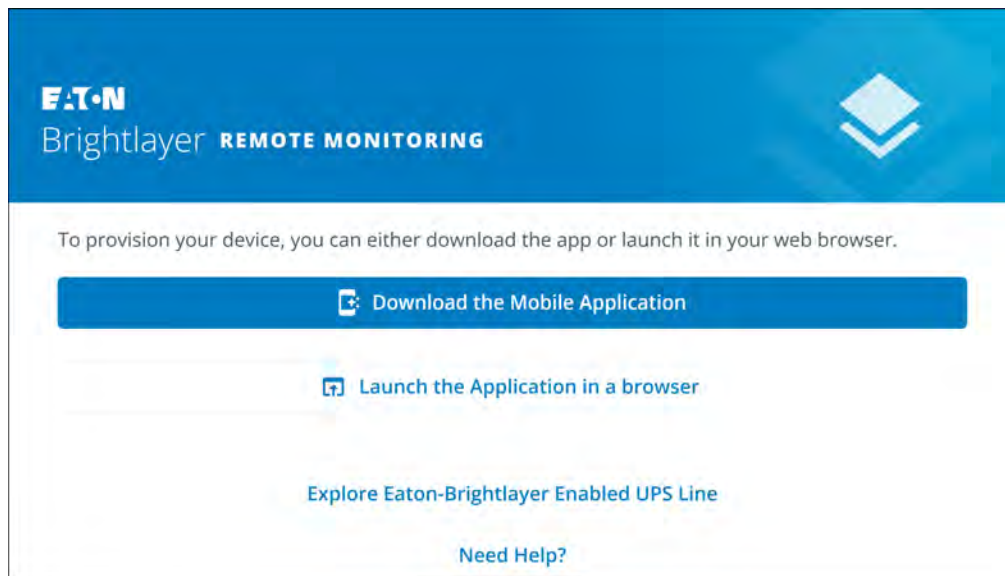 EATON
Brightlayer REMOTE MONITORING
To provision your device, you can either download the app or launch it in your web browser.
Download the Mobile Application
Launch the Application in a browser
Explore Eaton-Brightlayer Enabled UPS Line
Need Help?